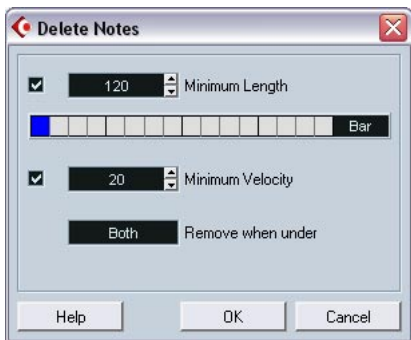 Delete Notes
120 Minimum Length
Bar
20 Minimum Velocity
Both Remove when under
Help OK Cancel